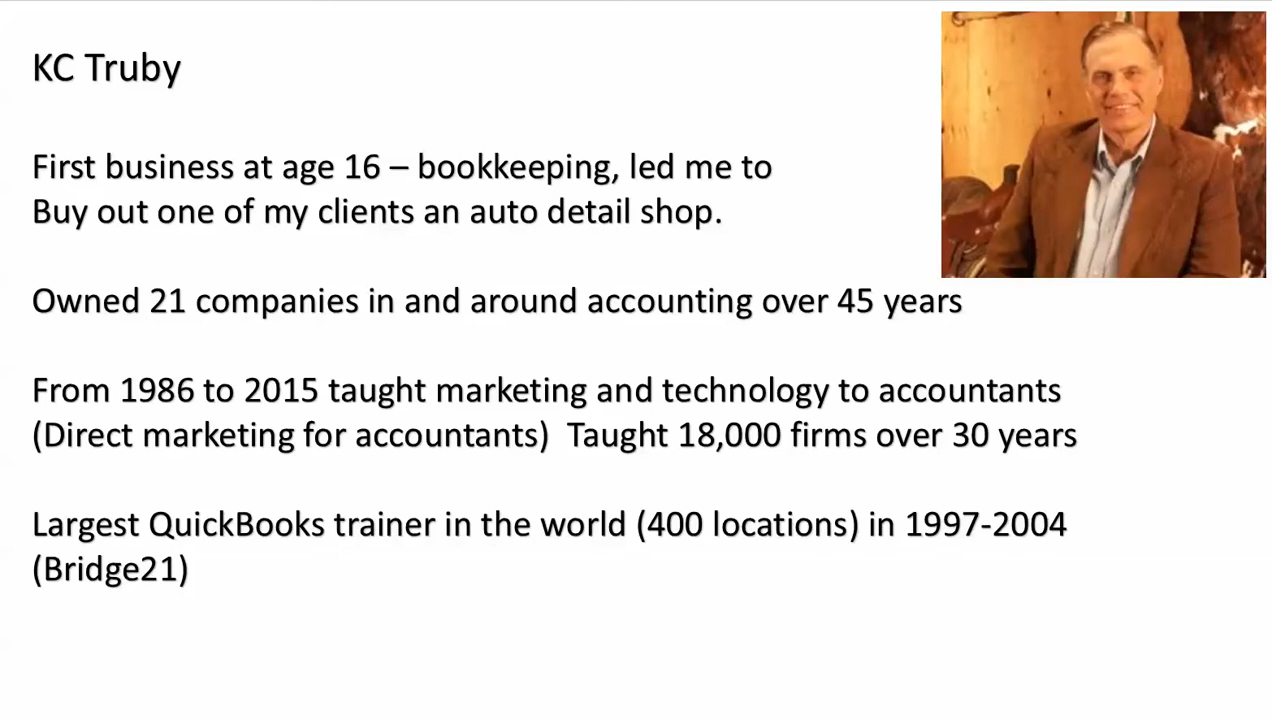 KC Truby
First business at age 16 – bookkeeping, led me to
Buy out one of my clients an auto detail shop.
Owned 21 companies in and around accounting over 45 years
From 1986 to 2015 taught marketing and technology to accountants
(Direct marketing for accountants)  Taught 18,000 firms over 30 years
Largest QuickBooks trainer in the world (400 locations) in 1997-2004
(Bridge21)